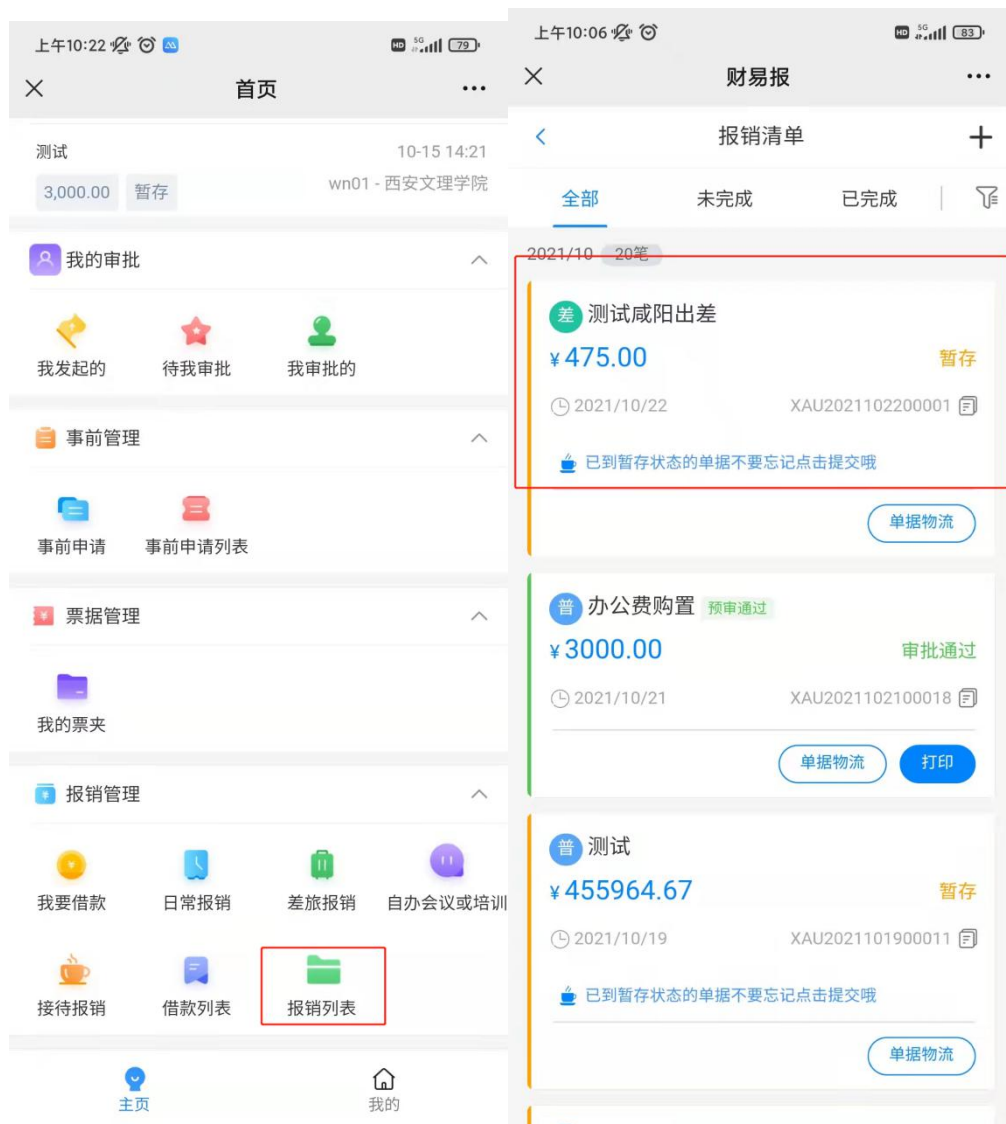 上午10:22
HD 5G 79
首页
测试
10-15 14:21
3,000.00 暂存
wn01 - 西安文理学院
我的审批
我发起的 待我审批 我审批的
事前管理
事前申请 事前申请列表
票据管理
我的票夹
报销管理
我要借款 日常报销 差旅报销 自办会议或培训
接待报销 借款列表 报销列表
主页 我的
上午10:06
HD 5G 83
财易报
报销清单
全部 未完成 已完成
2021/10 20笔
差 测试咸阳出差
¥475.00 暂存
2021/10/22 XAU2021102200001
已到暂存状态的单据不要忘记点击提交哦
单据物流
普 办公费购置 预审通过
¥3000.00 审批通过
2021/10/21 XAU2021102100018
单据物流 打印
普 测试
¥455964.67 暂存
2021/10/19 XAU2021101900011
已到暂存状态的单据不要忘记点击提交哦
单据物流